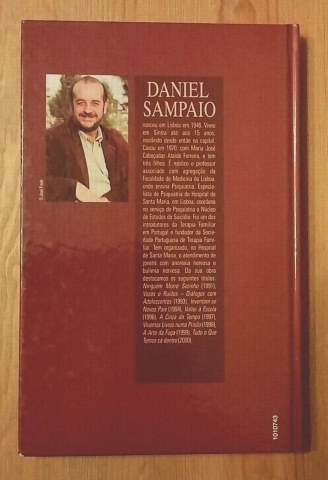 DANIEL
SAMPAIO
nasceu em Lisboa em 1946. Viveu
em Sintra até aos 15 anos,
residindo desde então na capital.
Casou em 1970, com Maria José
Cabeçadas Ataíde Ferreira, e tem
três filhos. É médico e professor
associado com agregação da
Faculdade de Medicina de Lisboa,
onde ensina Psiquiatria. Especia-
lista de Psiquiatria do Hospital de
Santa Maria, em Lisboa, coordena
no serviço de Psiquiatria o Núcleo
de Estudos do Suicídio. Foi um dos
introdutores da Terapia Familiar
em Portugal e fundador da Socie-
dade Portuguesa da Terapia Fami-
liar. Tem organizado, no Hospital
de Santa Maria, o atendimento de
jovens com anorexia nervosa e
bulimia nervosa. Da sua obra
destacamos os seguintes títulos:
Ninguém Morre Sozinho (1991),
Vozes e Ruídos – Diálogos com
Adolescentes (1993), Inventem-se
Novos Pais (1994), Voltei à Escola
(1996), A Cinza do Tempo (1997),
Vivemos Livres numa Prisão (1998),
A Arte da Fuga (1999), Tudo o Que
Temos cá dentro (2000).
1010743